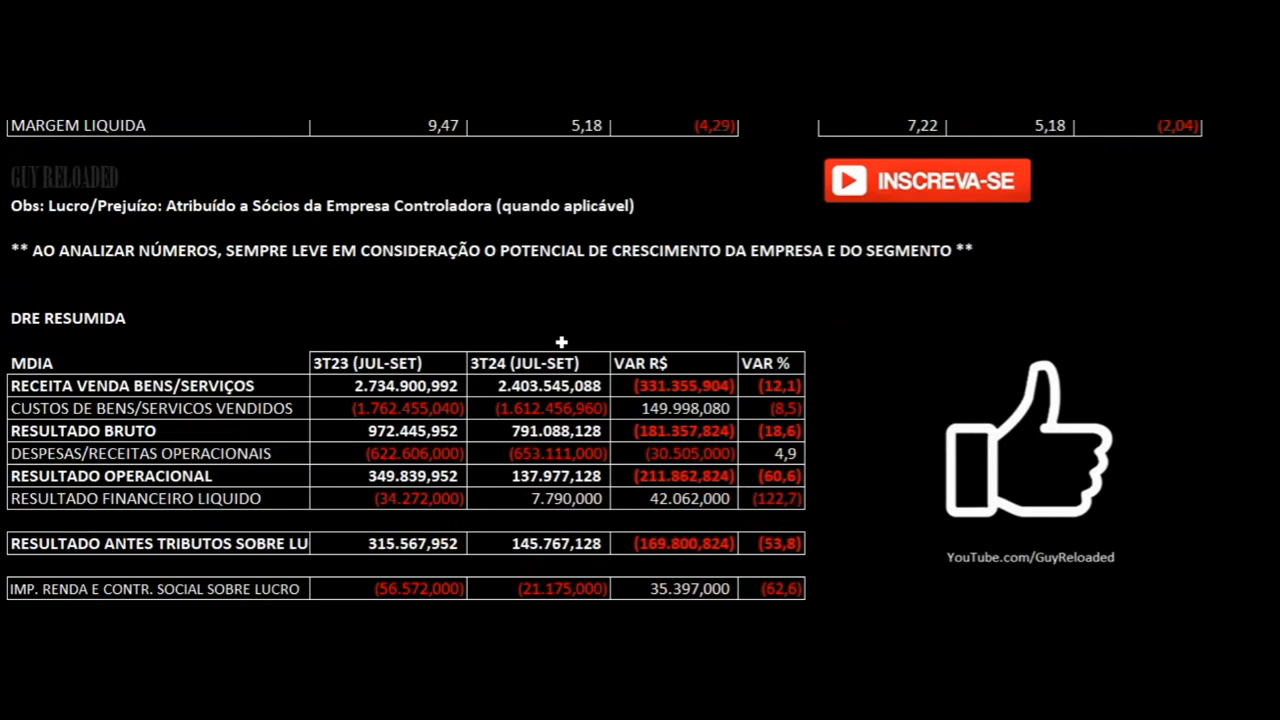 MARGEM LIQUIDA 9,47 5,18 (4,29) 7,22 5,18 (2,04)
GUY RELOADED
INSCREVA-SE
Obs: Lucro/Prejuízo: Atribuído a Sócios da Empresa Controladora (quando aplicável)
** AO ANALIZAR NÚMEROS, SEMPRE LEVE EM CONSIDERAÇÃO O POTENCIAL DE CRESCIMENTO DA EMPRESA E DO SEGMENTO **
DRE RESUMIDA
MDIA 3T23 (JUL-SET) 3T24 (JUL-SET) VAR R$ VAR %
RECEITA VENDA BENS/SERVIÇOS 2.734.900,992 2.403.545,088 (331.355,904) (12,1)
CUSTOS DE BENS/SERVICOS VENDIDOS (1.762.455,040) (1.612.456,960) 149.998,080 (8,5)
RESULTADO BRUTO 972.445,952 791.088,128 (181.357,824) (18,6)
DESPESAS/RECEITAS OPERACIONAIS (622.606,000) (653.111,000) (30.505,000) 4,9
RESULTADO OPERACIONAL 349.839,952 137.977,128 (211.862,824) (60,6)
RESULTADO FINANCEIRO LIQUIDO (34.272,000) 7.790,000 42.062,000 (122,7)
RESULTADO ANTES TRIBUTOS SOBRE LU 315.567,952 145.767,128 (169.800,824) (53,8)
YouTube.com/GuyReloaded
IMP. RENDA E CONTR. SOCIAL SOBRE LUCRO (56.572,000) (21.175,000) 35.397,000 (62,6)